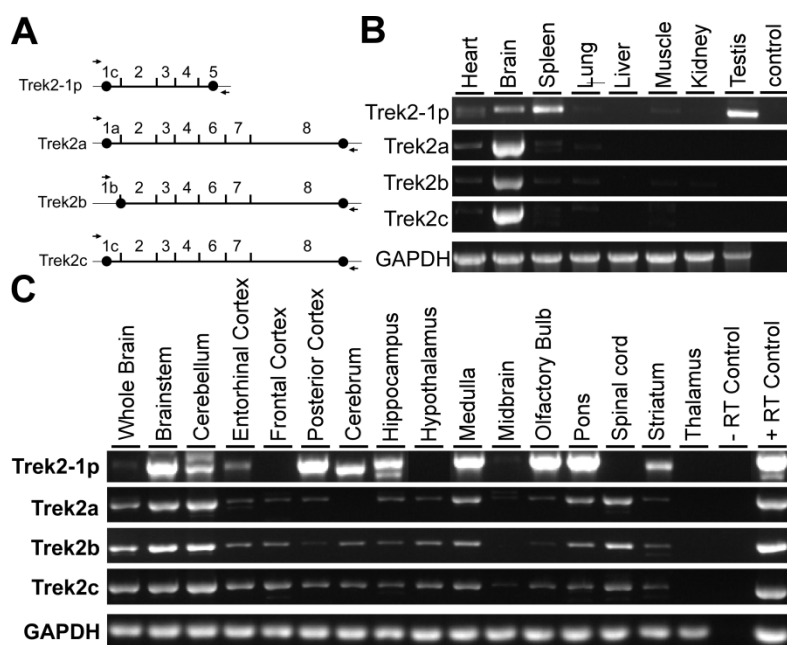 A
1c 2 3 4 5
Trek2-1p
1a 2 3 4 6 7 8
Trek2a
1b 2 3 4 6 7 8
Trek2b
1c 2 3 4 6 7 8
Trek2c
B
Heart
Brain
Spleen
Lung
Liver
Muscle
Kidney
Testis
control
Trek2-1p
Trek2a
Trek2b
Trek2c
GAPDH
C
Whole Brain
Brainstem
Cerebellum
Entorhinal Cortex
Frontal Cortex
Posterior Cortex
Cerebrum
Hippocampus
Hypothalamus
Medulla
Midbrain
Olfactory Bulb
Pons
Spinal cord
Striatum
Thalamus
- RT Control
+ RT Control
Trek2-1p
Trek2a
Trek2b
Trek2c
GAPDH